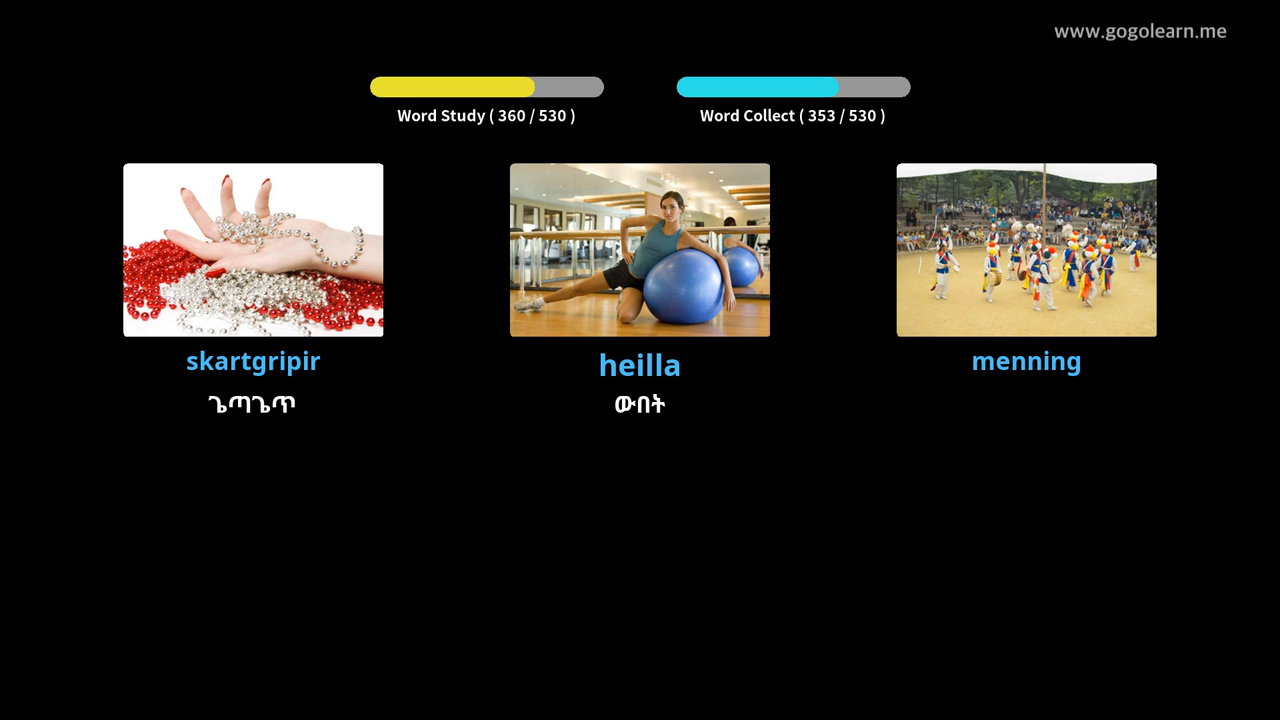 www.gogolearn.me
Word Study ( 360 / 530 )
Word Collect ( 353 / 530 )
skartgripir
heilla
menning
ጌጣጌጥ
ውበት